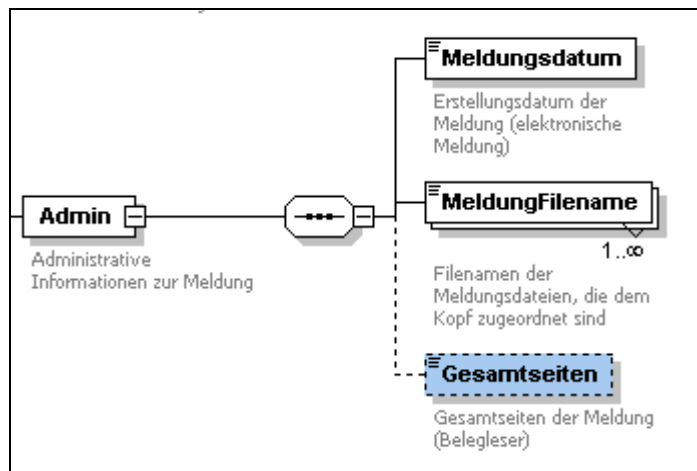 Meldungsdatum
Erstellungsdatum der
Meldung (elektronische
Meldung)
Admin
Administrative
Informationen zur Meldung
MeldungFilename
1..∞
Filenamen der
Meldungsdateien, die dem
Kopf zugeordnet sind
Gesamtseiten
Gesamtseiten der Meldung
(Belegleser)